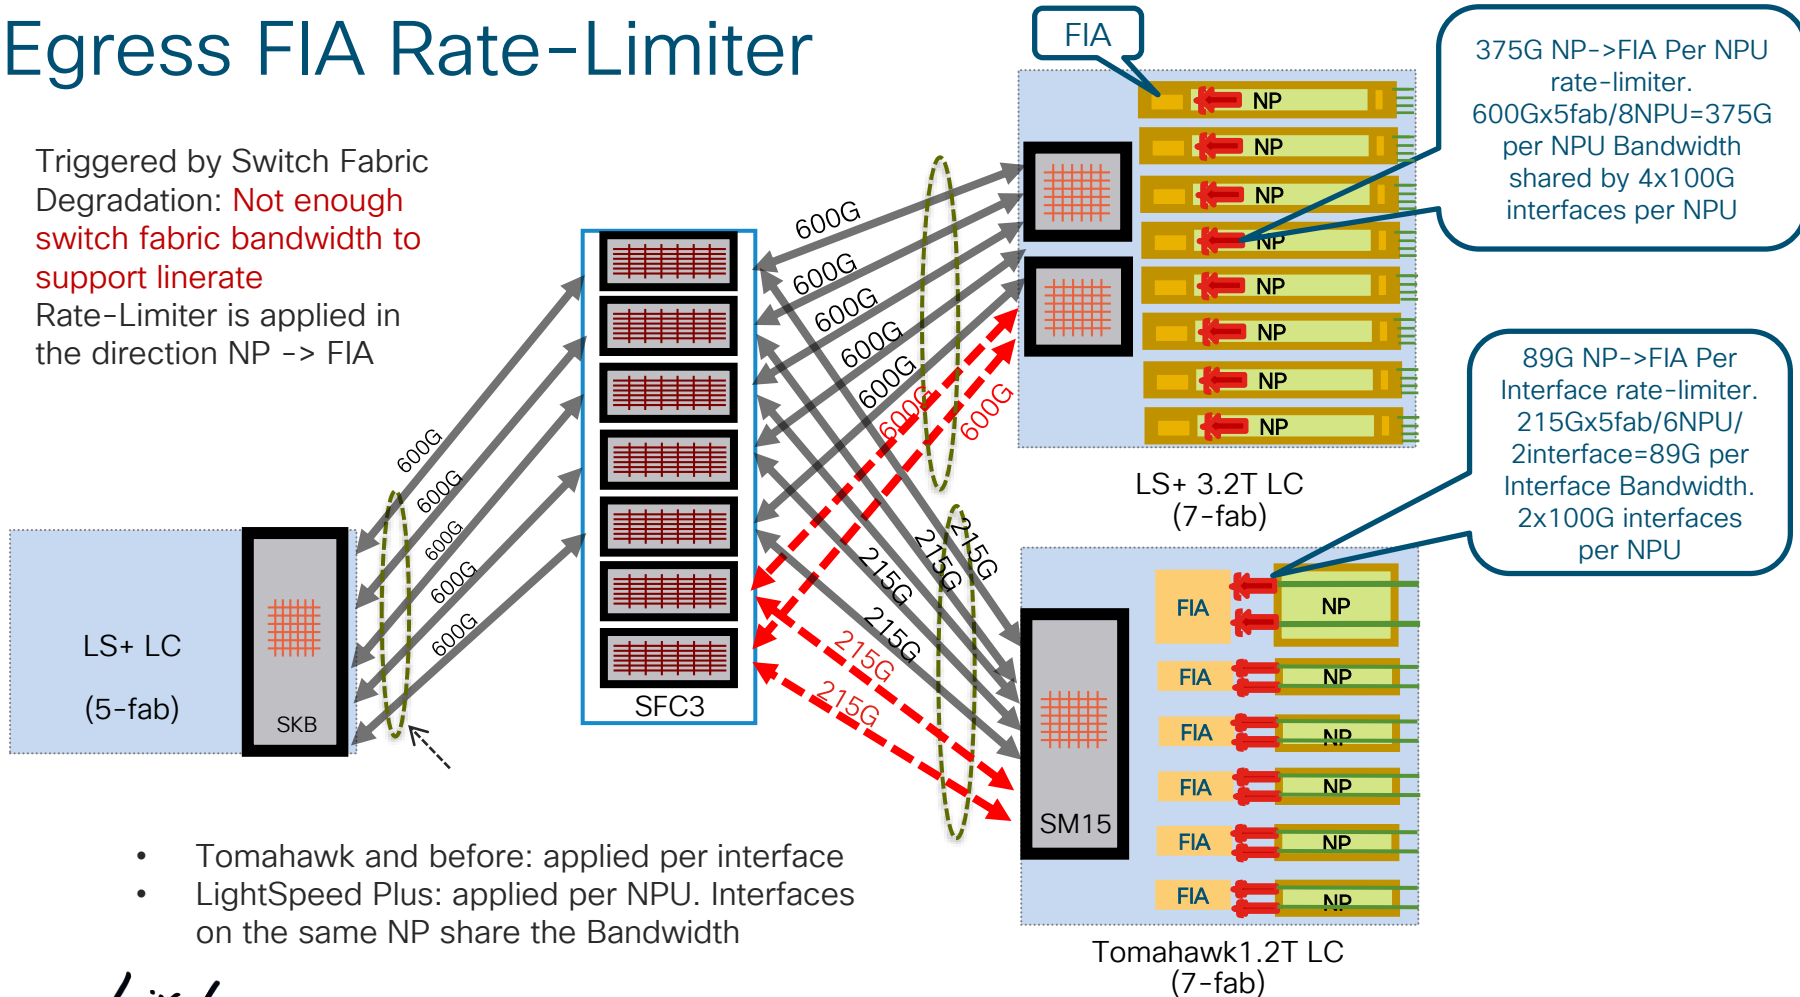 Egress FIA Rate-Limiter
Triggered by Switch Fabric
Degradation: Not enough
switch fabric bandwidth to
support linerate
Rate-Limiter is applied in
the direction NP -> FIA
LS+ LC
(5-fab)
SKB
600G
600G
600G
600G
600G
SFC3
600G
600G
600G
600G
600G
600G
600G
215G
215G
215G
215G
215G
215G
FIA
NP
NP
NP
NP
NP
NP
NP
NP
LS+ 3.2T LC
(7-fab)
375G NP->FIA Per NPU
rate-limiter.
600Gx5fab/8NPU=375G
per NPU Bandwidth
shared by 4x100G
interfaces per NPU
89G NP->FIA Per
Interface rate-limiter.
215Gx5fab/6NPU/
2interface=89G per
Interface Bandwidth.
2x100G interfaces
per NPU
SM15
FIA
NP
FIA
NP
FIA
NP
FIA
NP
FIA
NP
FIA
NP
Tomahawk1.2T LC
(7-fab)
• Tomahawk and before: applied per interface
• LightSpeed Plus: applied per NPU. Interfaces
on the same NP share the Bandwidth